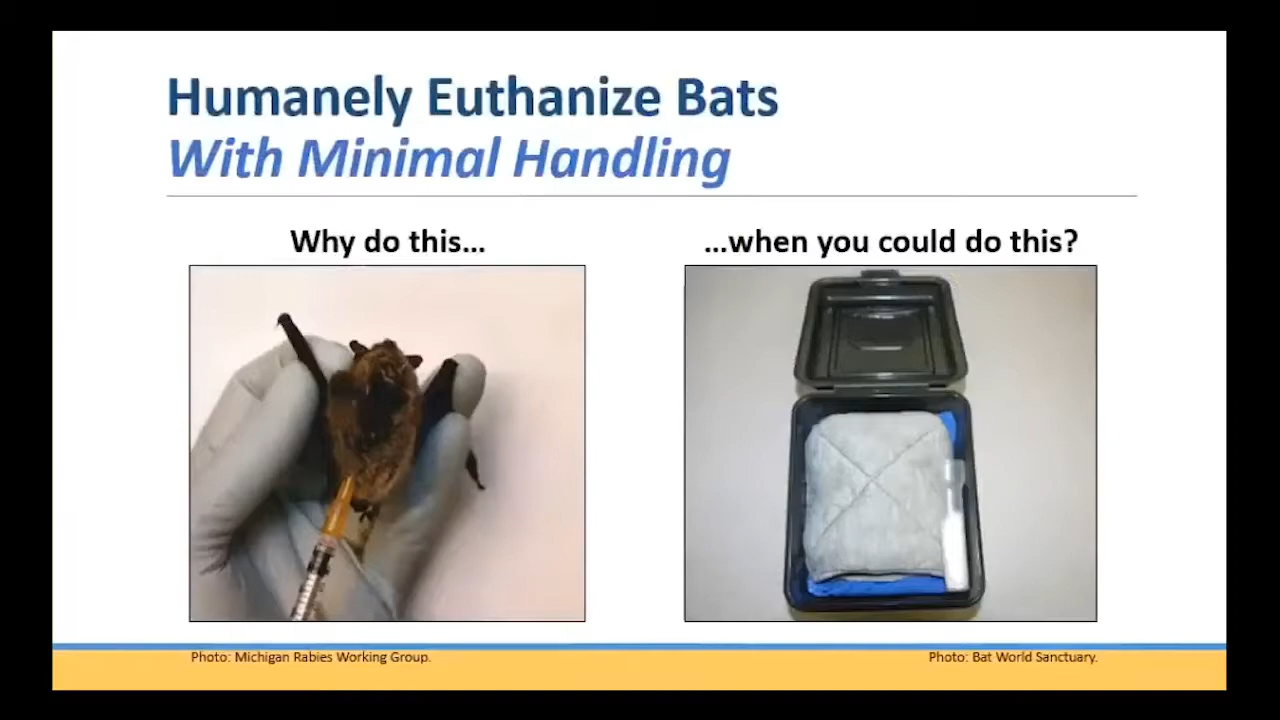 Humanely Euthanize Bats
With Minimal Handling
Why do this...
...when you could do this?
Photo: Michigan Rabies Working Group.
Photo: Bat World Sanctuary.